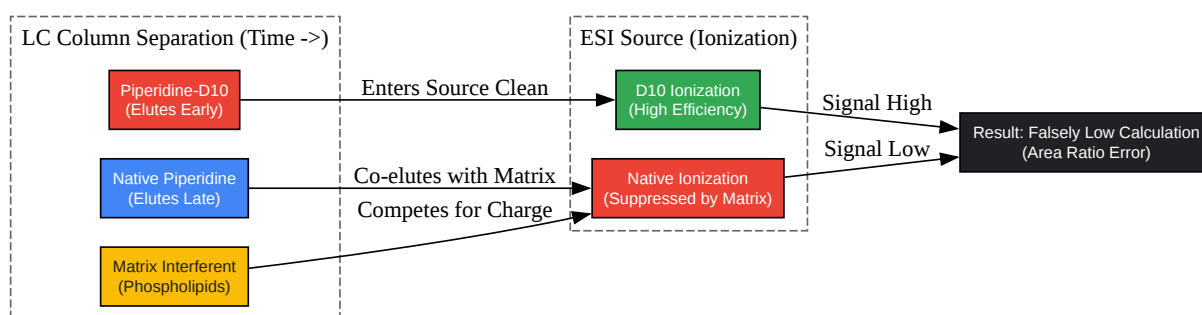 LC Column Separation (Time ->)
ESI Source (Ionization)
Piperidine-D10
(Elutes Early)
Enters Source Clean
D10 Ionization
(High Efficiency)
Signal High
Native Piperidine
(Elutes Late)
Co-elutes with Matrix
Native Ionization
(Suppressed by Matrix)
Signal Low
Result: Falsely Low Calculation
(Area Ratio Error)
Matrix Interferent
(Phospholipids)
Competes for Charge